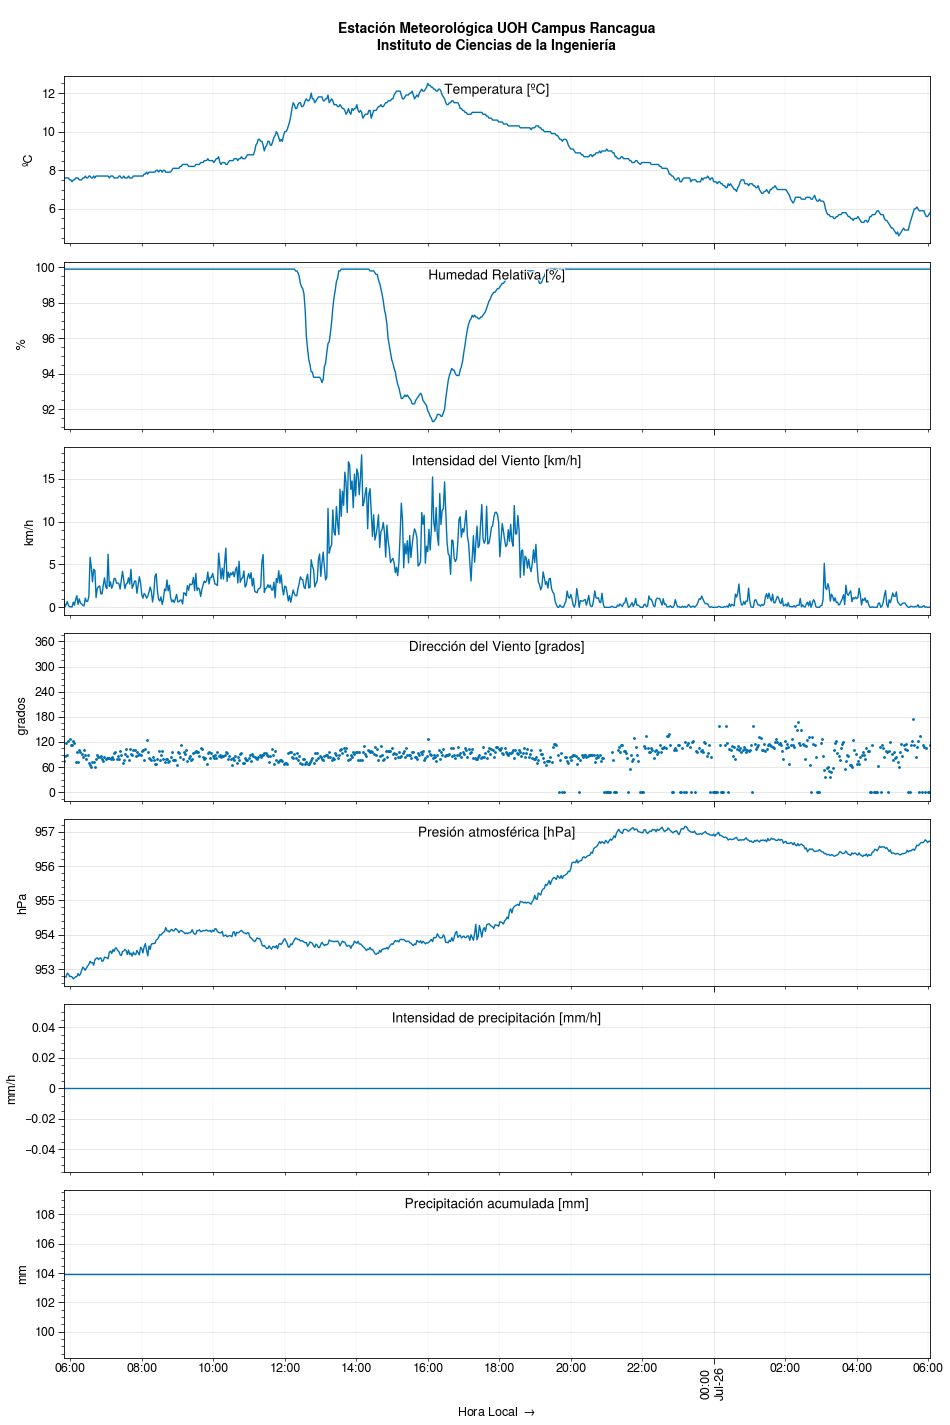 Estación Meteorológica UOH Campus Rancagua
Instituto de Ciencias de la Ingeniería
Temperatura [ºC]
ºC
12
10
8
6
Humedad Relativa [%]
%
100
98
96
94
92
Intensidad del Viento [km/h]
km/h
15
10
5
0
Dirección del Viento [grados]
grados
360
300
240
180
120
60
0
Presión atmosférica [hPa]
hPa
957
956
955
954
953
Intensidad de precipitación [mm/h]
mm/h
0.04
0.02
0
−0.02
−0.04
Precipitación acumulada [mm]
mm
108
106
104
102
100
06:00 08:00 10:00 12:00 14:00 16:00 18:00 20:00 22:00 00:00 02:00 04:00 06:00
Jul-26
Hora Local →